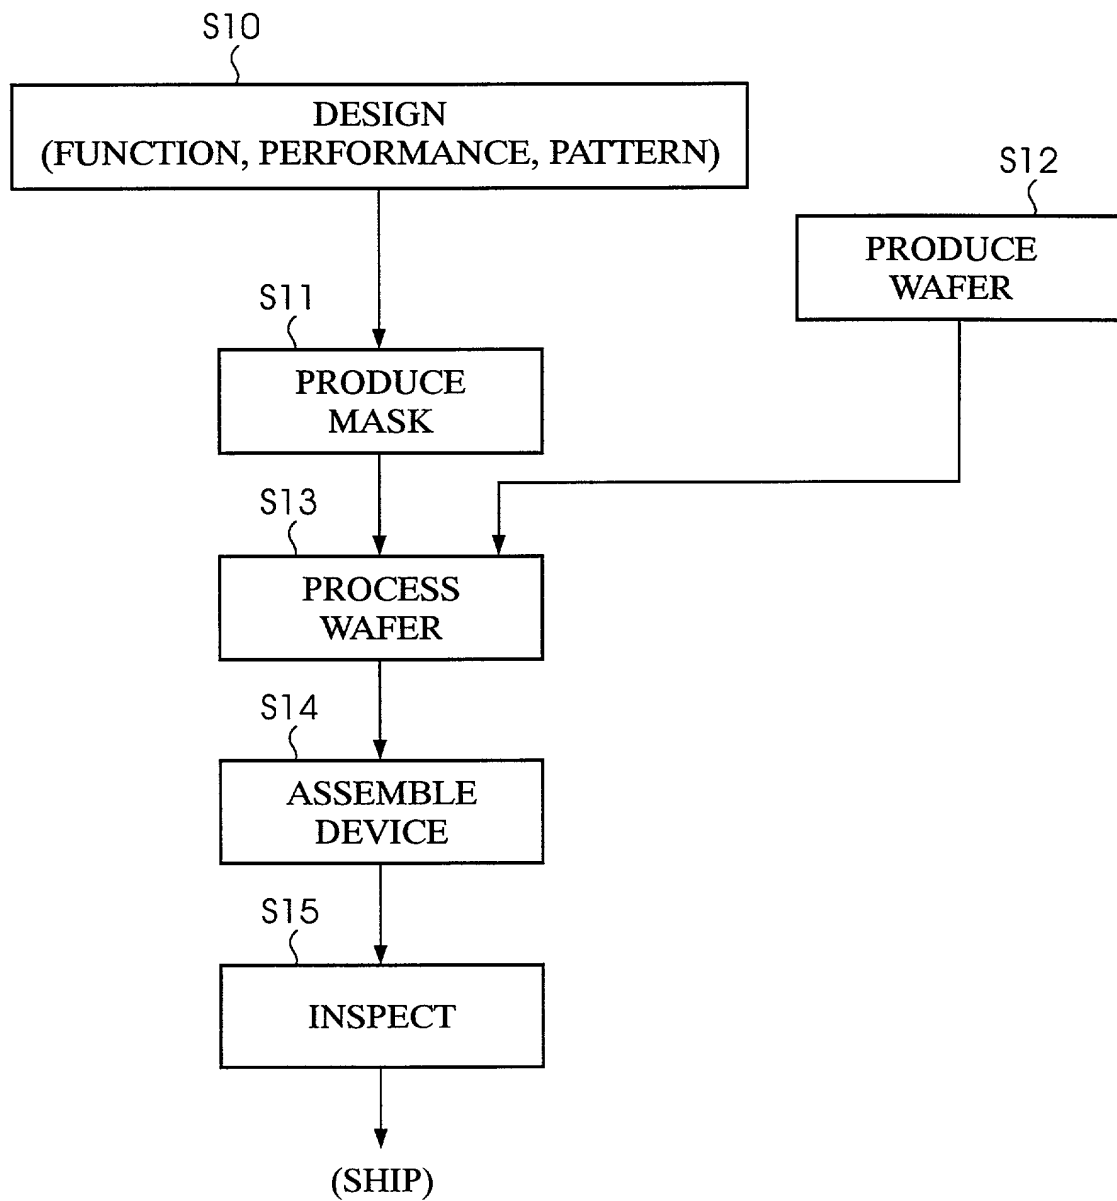 S10
DESIGN
(FUNCTION, PERFORMANCE, PATTERN)
S12
PRODUCE
WAFER
S11
PRODUCE
MASK
S13
PROCESS
WAFER
S14
ASSEMBLE
DEVICE
S15
INSPECT
(SHIP)